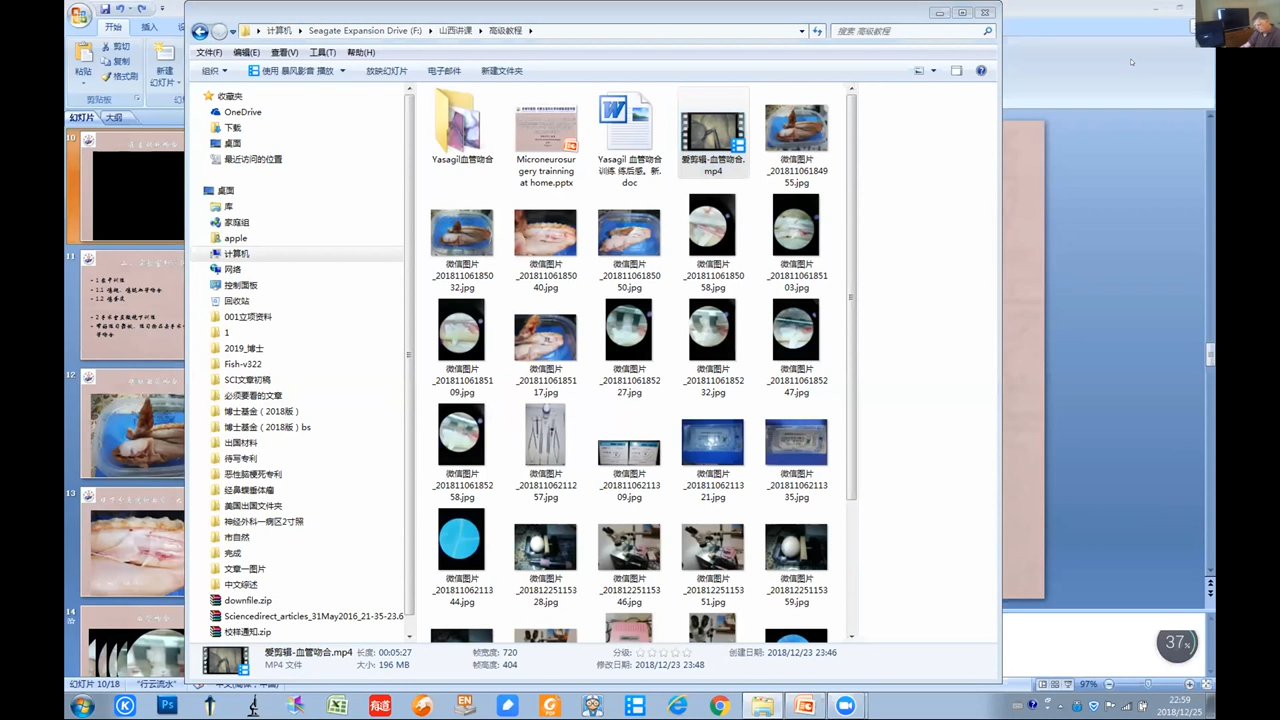 开始
插入
计算机
Seagate Expansion Drive (F:)
山西讲课
高级教程
搜索 高级教程
文件(F)
编辑(E)
查看(V)
工具(T)
帮助(H)
组织
使用 暴风影音 播放
放映幻灯片
电子邮件
新建文件夹
粘贴
剪切
复制
格式刷
新建
幻灯片
剪贴板
幻灯片
大纲
收藏夹
OneDrive
下载
桌面
最近访问的位置
桌面
库
家庭组
apple
计算机
网络
控制面板
回收站
001立项资料
1
2019_博士
Fish-v322
SCI文章初稿
必须要看的文章
博士基金（2018版）
博士基金（2018版）bs
出国材料
待写专利
恶性脑梗死专利
经鼻蝶垂体瘤
美国出国文件夹
神经外科一病区2寸照
市自然
完成
文章一图片
中文综述
downfile.zip
Sciencedirect_articles_31May2016_21-35-23.6
校样通知.zip
Yasagil血管吻合
Microneurosurgery trainning at home.pptx
Yasagil 血管吻合训练 练后感。新.doc
爱剪辑-血管吻合.mp4
微信图片_20181106184955.jpg
微信图片_20181106185032.jpg
微信图片_20181106185040.jpg
微信图片_20181106185050.jpg
微信图片_20181106185058.jpg
微信图片_20181106185103.jpg
微信图片_20181106185109.jpg
微信图片_20181106185117.jpg
微信图片_20181106185227.jpg
微信图片_20181106185232.jpg
微信图片_20181106185247.jpg
微信图片_20181106185258.jpg
微信图片_20181106211257.jpg
微信图片_20181106211309.jpg
微信图片_20181106211321.jpg
微信图片_20181106211335.jpg
微信图片_20181106211344.jpg
微信图片_20181225115328.jpg
微信图片_20181225115346.jpg
微信图片_20181225115351.jpg
微信图片_20181225115359.jpg
10
11
12
13
14
爱剪辑-血管吻合.mp4
长度: 00:05:27
帧宽度: 720
分级:
创建日期: 2018/12/23 23:46
MP4 文件
大小: 196 MB
帧高度: 404
修改日期: 2018/12/23 23:48
37%
幻灯片 10/18
"行云流水"
97%
22:59
2018/12/25